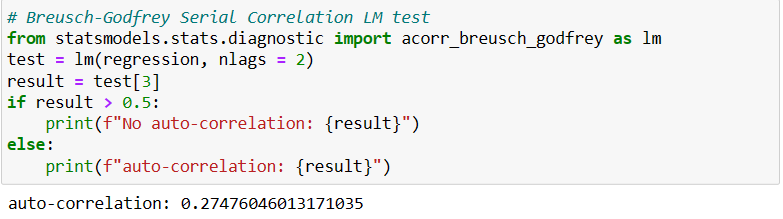 # Breusch-Godfrey Serial Correlation LM test
from statsmodels.stats.diagnostic import acorr_breusch_godfrey as lm
test = lm(regression, nlags = 2)
result = test[3]
if result > 0.5:
    print(f"No auto-correlation: {result}")
else:
    print(f"auto-correlation: {result}")
auto-correlation: 0.27476046013171035